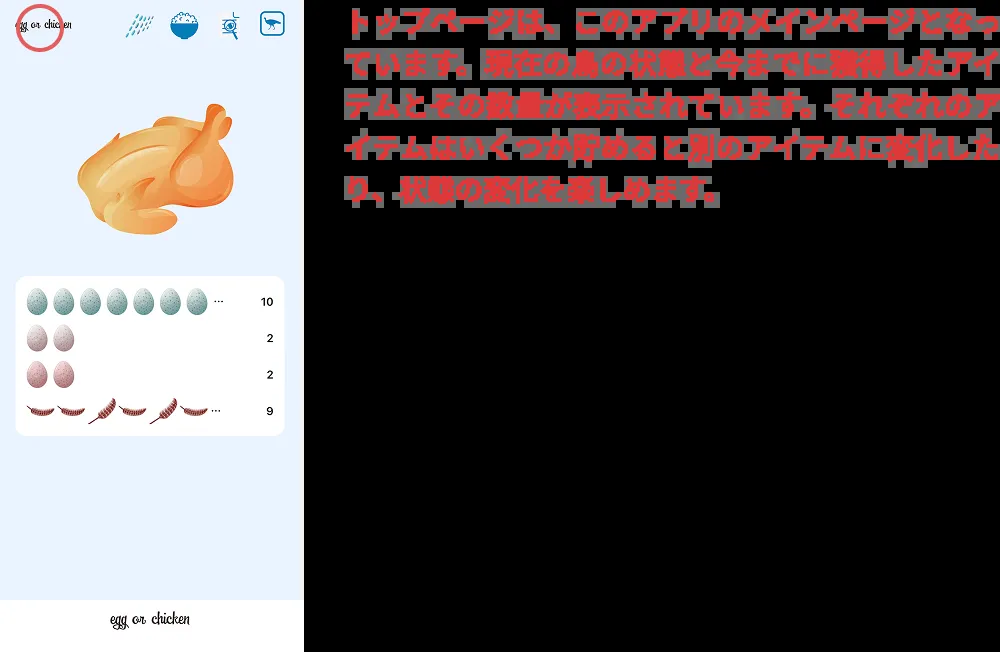 egg or chicken
トップページは、このアプリのメインページとなっ
ています。現在の鳥の状態と今までに獲得したアイ
テムとその数量が表示されています。それぞれのア
イテムはいくつか貯めると別のアイテムに変化した
り、状態の変化を楽しめます。
... 10
2
2
... 9
egg or chicken